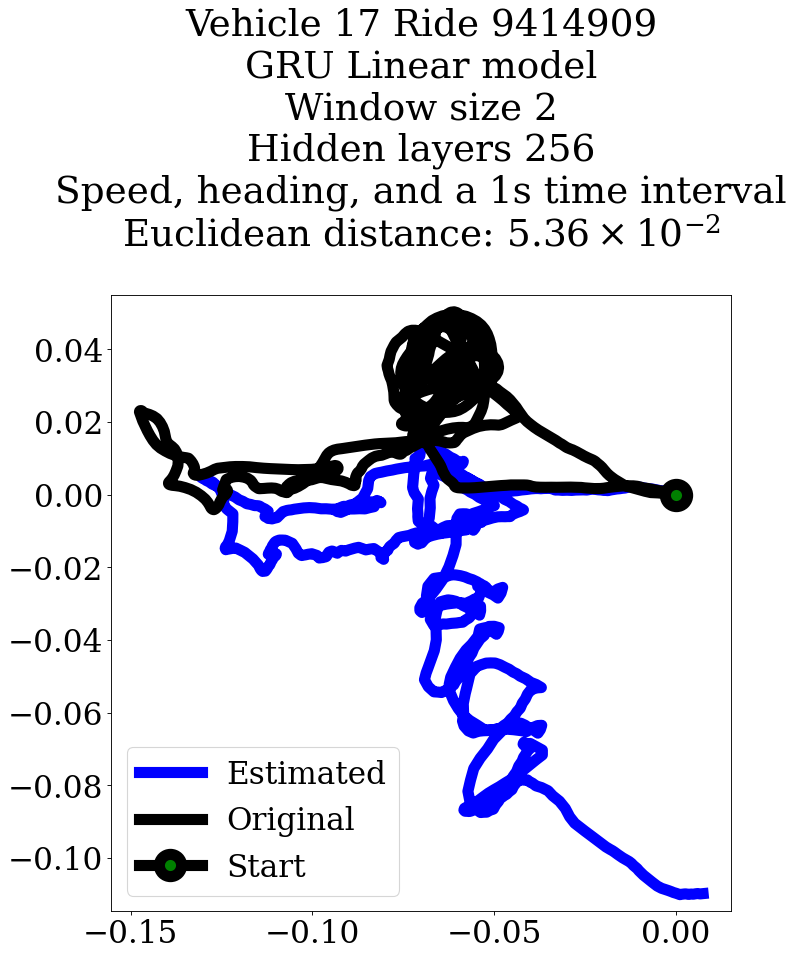 Vehicle 17 Ride 9414909
GRU Linear model
Window size 2
Hidden layers 256
Speed, heading, and a 1s time interval
Euclidean distance: 5.36 × 10⁻²
0.04
0.02
0.00
−0.02
−0.04
−0.06
−0.08
−0.10
Estimated
Original
Start
−0.15
−0.10
−0.05
0.00